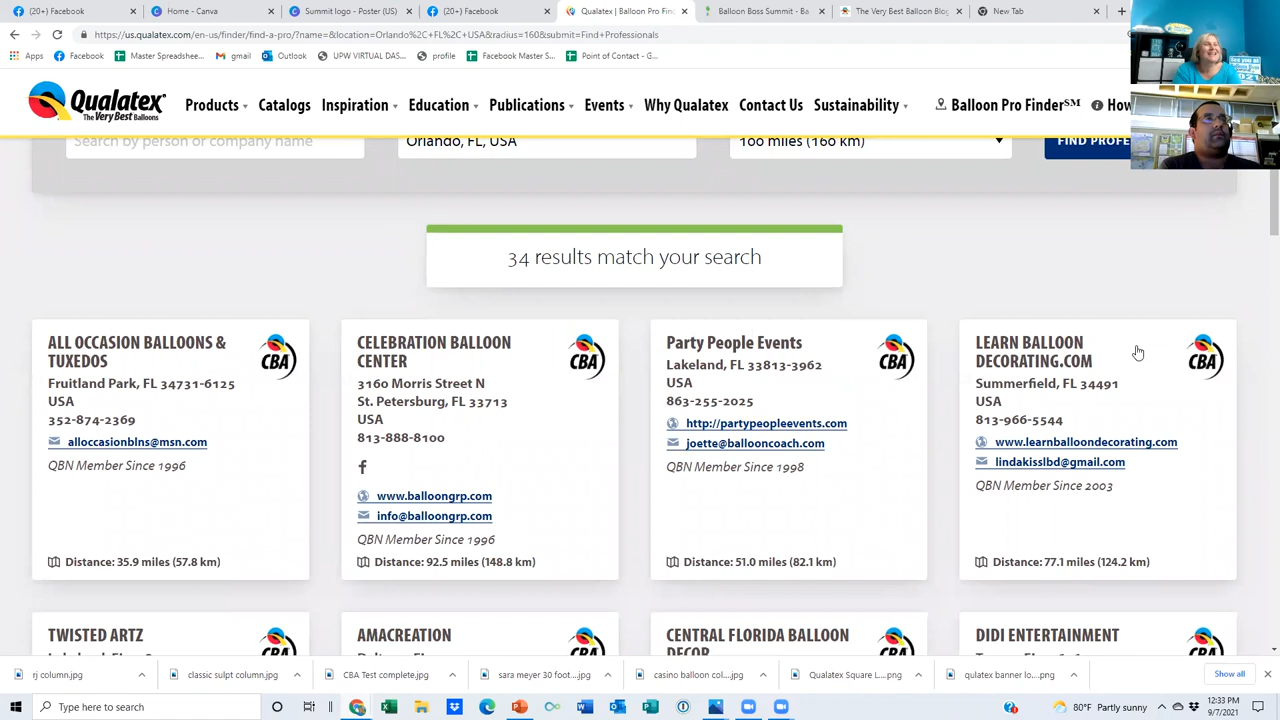 (20+) Facebook
Home - Canva
Summit logo - Poster (US)
(20+) Facebook
Qualatex | Balloon Pro Fin
Balloon Boss Summit - Ba
The Very Best Balloon Blog
New Tab
https://us.qualatex.com/en-us/finder/find-a-pro/?name=&location=Orlando%2C+FL%2C+USA&radius=160&submit=Find+Professionals
Apps
Facebook
Master Spreadshee...
gmail
Outlook
UPW VIRTUAL DAS...
profilr
Facebook Master S...
Point of Contact - G...
Qualatex
The Very Best Balloons
Products
Catalogs
Inspiration
Education
Publications
Events
Why Qualatex
Contact Us
Sustainability
Balloon Pro Finder℠
How
Search by person or company name
Orlando, FL, USA
100 miles (160 km)
FIND PROFE
34 results match your search
ALL OCCASION BALLOONS &
TUXEDOS
CBA
Fruitland Park, FL 34731-6125
USA
352-874-2369
alloccasionblns@msn.com
QBN Member Since 1996
Distance: 35.9 miles (57.8 km)
CELEBRATION BALLOON
CENTER
CBA
3160 Morris Street N
St. Petersburg, FL 33713
USA
813-888-8100
www.balloongrp.com
info@balloongrp.com
QBN Member Since 1996
Distance: 92.5 miles (148.8 km)
Party People Events
CBA
Lakeland, FL 33813-3962
USA
863-255-2025
http://partypeopleevents.com
joette@ballooncoach.com
QBN Member Since 1998
Distance: 51.0 miles (82.1 km)
LEARN BALLOON
DECORATING.COM
CBA
Summerfield, FL 34491
USA
813-966-5544
www.learnballoondecorating.com
lindakisslbd@gmail.com
QBN Member Since 2003
Distance: 77.1 miles (124.2 km)
TWISTED ARTZ
AMACREATION
CENTRAL FLORIDA BALLOON
DECOR
DIDI ENTERTAINMENT
rj column.jpg
classic sulpt column.jpg
CBA Test complete.jpg
sara meyer 30 foot....jpg
casino balloon col....jpg
Qualatex Square L....png
qulatex banner lo....png
Show all
Type here to search
80°F Partly sunny
12:33 PM
9/7/2021